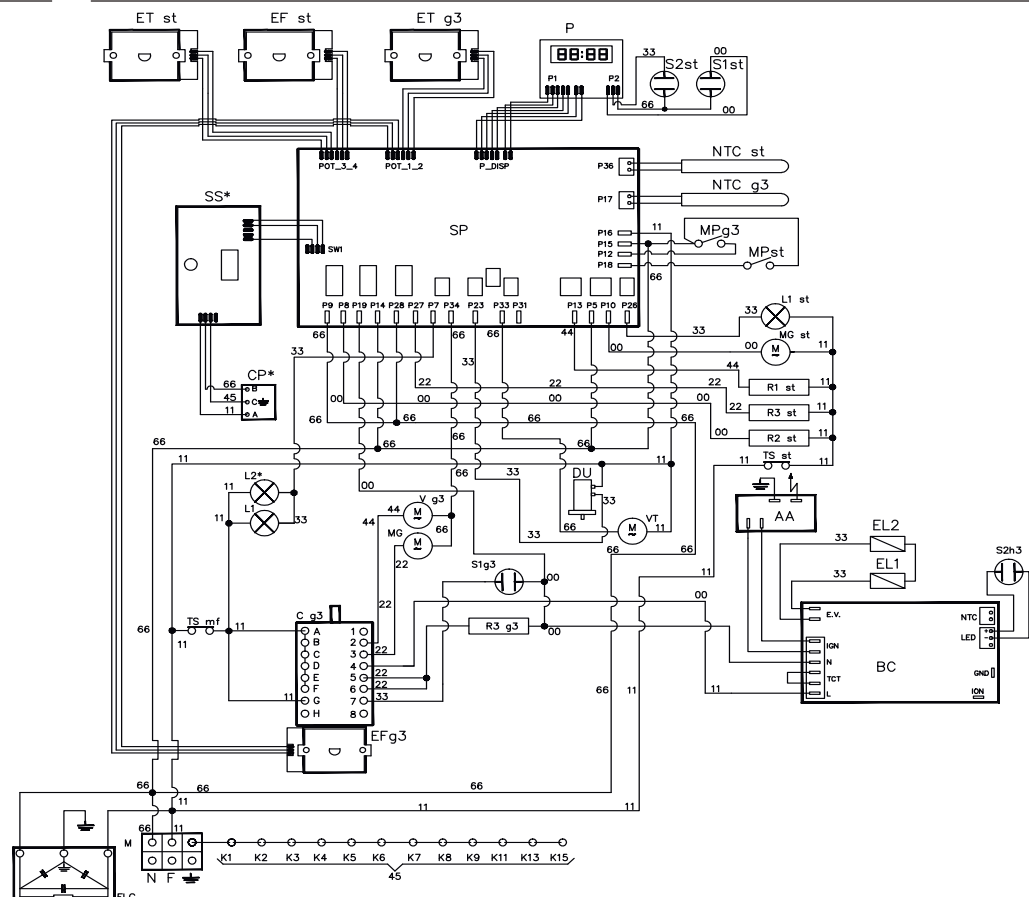 ET st EF st ET g3
P
88:88
P1 P2
33 00
S2st S1st
66 00
POT_3_4 POT_1_2 P_DISP
P36 NTC st
P17 NTC g3
SS*
SW1
SP
P16 11
P15 MPg3
P12
P18 MPst
66
P9 P8 P19 P14 P28 P27 P7 P34 P23 P33 P31 P13 P5 P10 P26
66 66 33 66 44 00 33 33 L1 st
00 MG st 11
33
CP*
66 B
45 C
11 A
22 22 44 R1 st 11
22 22 R3 st 11
00 00 00 00 00 R2 st 11
66 66 66
66 66 66 66
11 11 11 TS st 11
L2* 11
L1 11 33
00 66 33 DU 33
44 V g3
MG 66 22
66 VT 11
33
66 66
11
AA
EL2 33
EL1 33
S2h3
S1g3 00
22
00
C g3
TS mf 11 11
R3 g3 00
A 1
B 2
C 3 22
D 4
E 5 22
F 6 22
11 G 7 33
H 8
E.V.
IGN
N
TCT
L
BC
NTC
LED
+
-
GND
ION
66 66 11 11
EFg3
66 66 66
11 11 11
66 11
M
N F
K1 K2 K3 K4 K5 K6 K7 K8 K9 K11 K13 K15
45